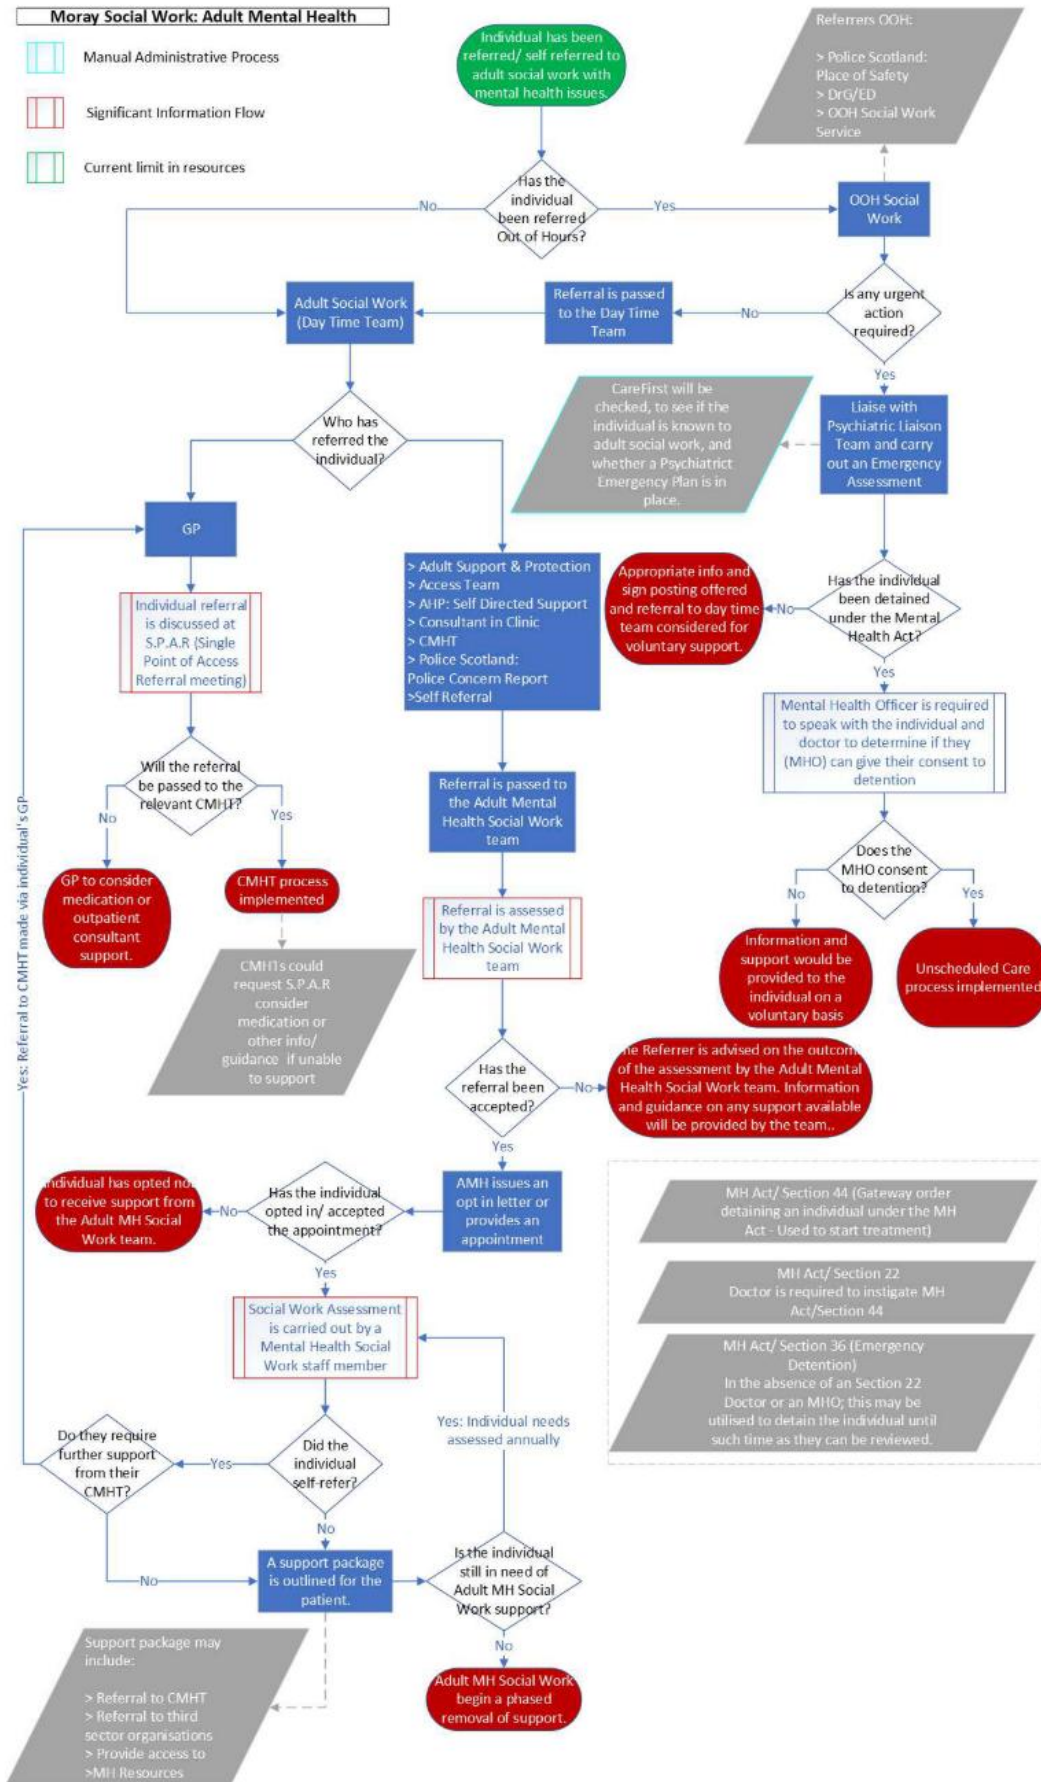 Moray Social Work: Adult Mental Health
Manual Administrative Process
Significant Information Flow
Current limit in resources
Individual has been
referred/ self referred to
adult social work with
mental health issues.
Referrers OOH:
> Police Scotland:
Place of Safety
> DrG/ED
> OOH Social Work
Service
Has the
individual
been referred
Out of Hours?
No
Yes
OOH Social
Work
Adult Social Work
(Day Time Team)
Referral is passed
to the Day Time
Team
No
Is any urgent
action
required?
Yes
CareFirst will be
checked, to see if the
individual is known to
adult social work, and
whether a Psychiatrict
Emergency Plan is in
place.
Liaise with
Psychiatric Liaison
Team and carry
out an Emergency
Assessment
Who has
referred the
individual?
GP
> Adult Support & Protection
> Access Team
> AHP: Self Directed Support
> Consultant in Clinic
> CMHT
> Police Scotland:
Police Concern Report
>Self Referral
Appropriate info and
sign posting offered
and referral to day time
team considered for
voluntary support.
No
Has the individual
been detained
under the Mental
Health Act?
Yes
Individual referral
is discussed at
S.P.A.R (Single
Point of Access
Referral meeting)
Mental Health Officer is required
to speak with the individual and
doctor to determine if they
(MHO) can give their consent to
detention
Will the referral
be passed to the
relevant CMHT?
No
Yes
Referral is passed to
the Adult Mental
Health Social Work
team
Does the
MHO consent
to detention?
No
Yes
GP to consider
medication or
outpatient
consultant
support.
CMHT process
implemented
Referral is assessed
by the Adult Mental
Health Social Work
team
Information and
support would be
provided to the
individual on a
voluntary basis
Unscheduled Care
process implemented
CMHTs could
request S.P.A.R
consider
medication or
other info/
guidance if unable
to support
Yes: Referral to CMHT made via individual's GP
Has the
referral been
accepted?
No
he Referrer is advised on the outcom
of the assessment by the Adult Mental
Health Social Work team. Information
and guidance on any support available
will be provided by the team..
Yes
Individual has opted no
to receive support from
the Adult MH Social
Work team.
No
Has the individual
opted in/ accepted
the appointment?
AMH issues an
opt in letter or
provides an
appointment
Yes
MH Act/ Section 44 (Gateway order
detaining an individual under the MH
Act - Used to start treatment)
MH Act/ Section 22
Doctor is required to instigate MH
Act/Section 44
MH Act/ Section 36 (Emergency
Detention)
In the absence of an Section 22
Doctor or an MHO; this may be
utilised to detain the individual until
such time as they can be reviewed.
Social Work Assessment
is carried out by a
Mental Health Social
Work staff member
Yes: Individual needs
assessed annually
Do they require
further support
from their
CMHT?
Yes
Did the
individual
self-refer?
No
No
A support package
is outlined for the
patient.
Is the individual
still in need of
Adult MH Social
Work support?
No
Adult MH Social Work
begin a phased
removal of support.
Support package may
include:
> Referral to CMHT
> Referral to third
sector organisations
> Provide access to
>MH Resources